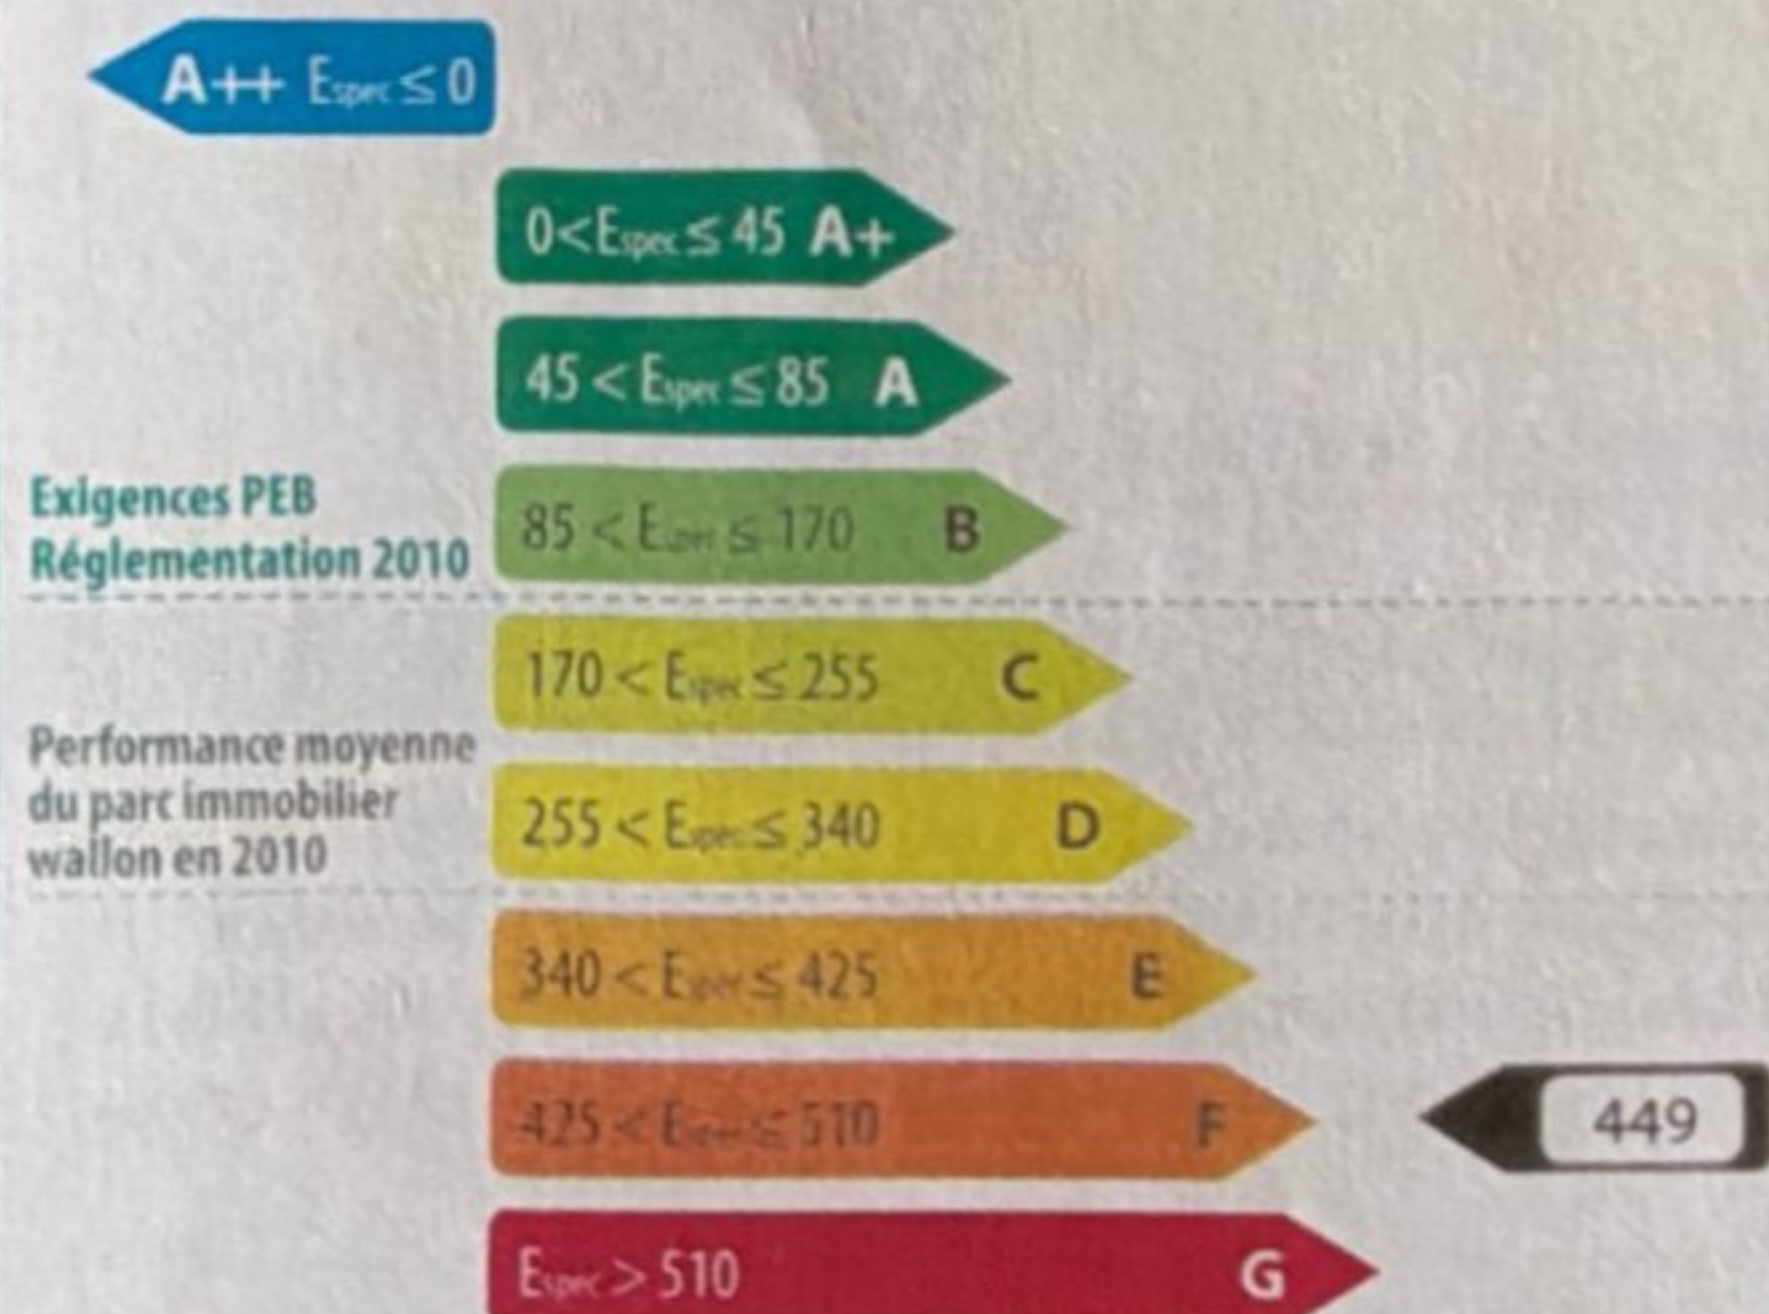 A++ Espec ≤ 0
0 < Espec ≤ 45 A+
45 < Espec ≤ 85 A
Exigences PEB
Réglementation 2010
85 < Espec ≤ 170 B
170 < Espec ≤ 255 C
Performance moyenne
du parc immobilier
wallon en 2010
255 < Espec ≤ 340 D
340 < Espec ≤ 425 E
425 < Espec ≤ 510 F
449
Espec > 510 G